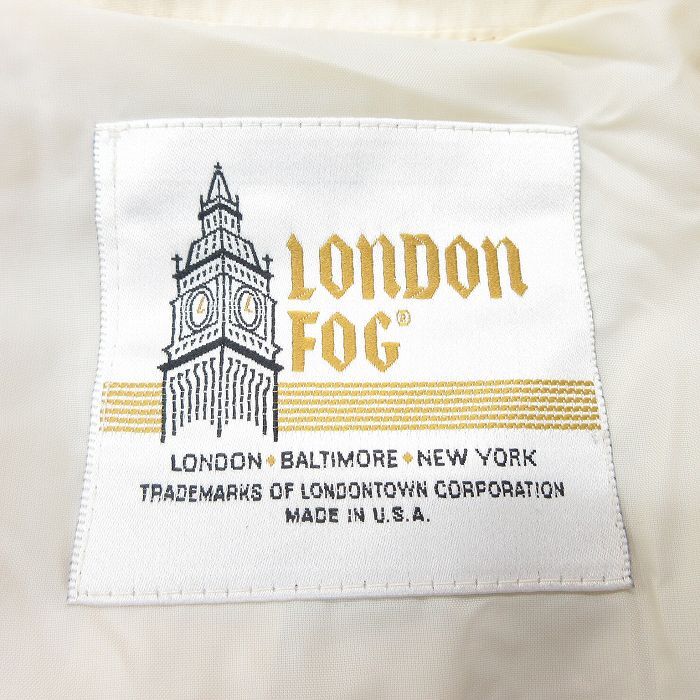 LONDON
FOG®
L L
LONDON • BALTIMORE • NEW YORK
TRADEMARKS OF LONDONTOWN CORPORATION
MADE IN U.S.A.